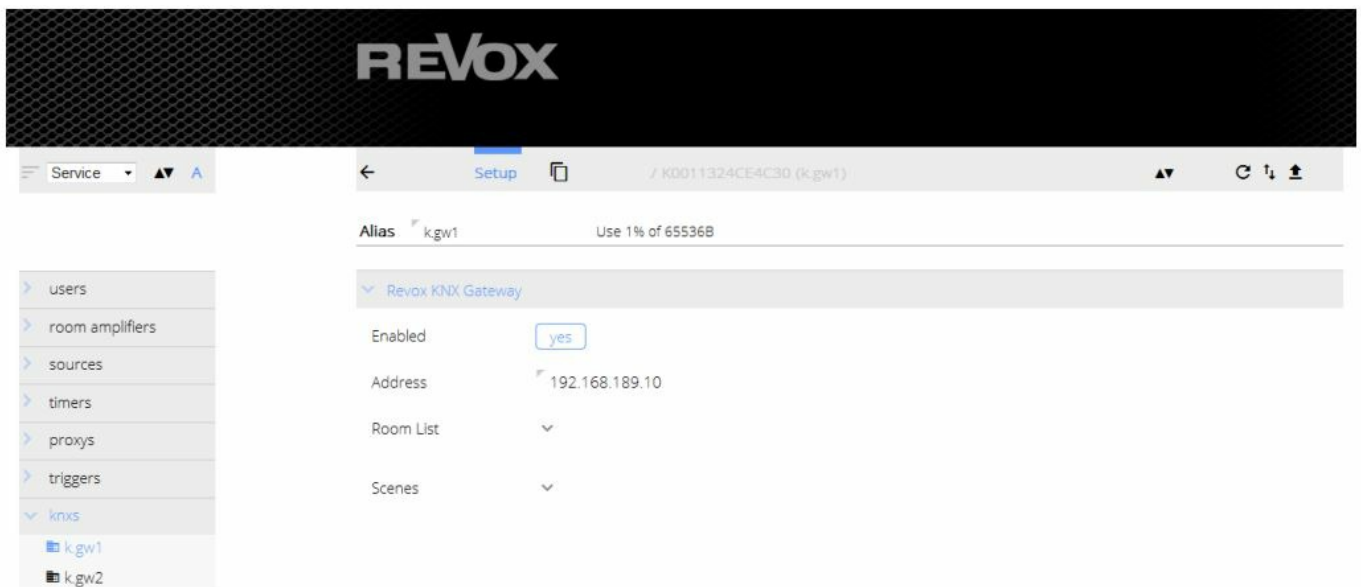 REVOX
Service A
Setup / K0011324CE4C30 (k.gw1)
Alias k.gw1 Use 1% of 65536B
users
room amplifiers
sources
timers
proxys
triggers
knxs
k.gw1
k.gw2
Revox KNX Gateway
Enabled yes
Address 192.168.189.10
Room List
Scenes